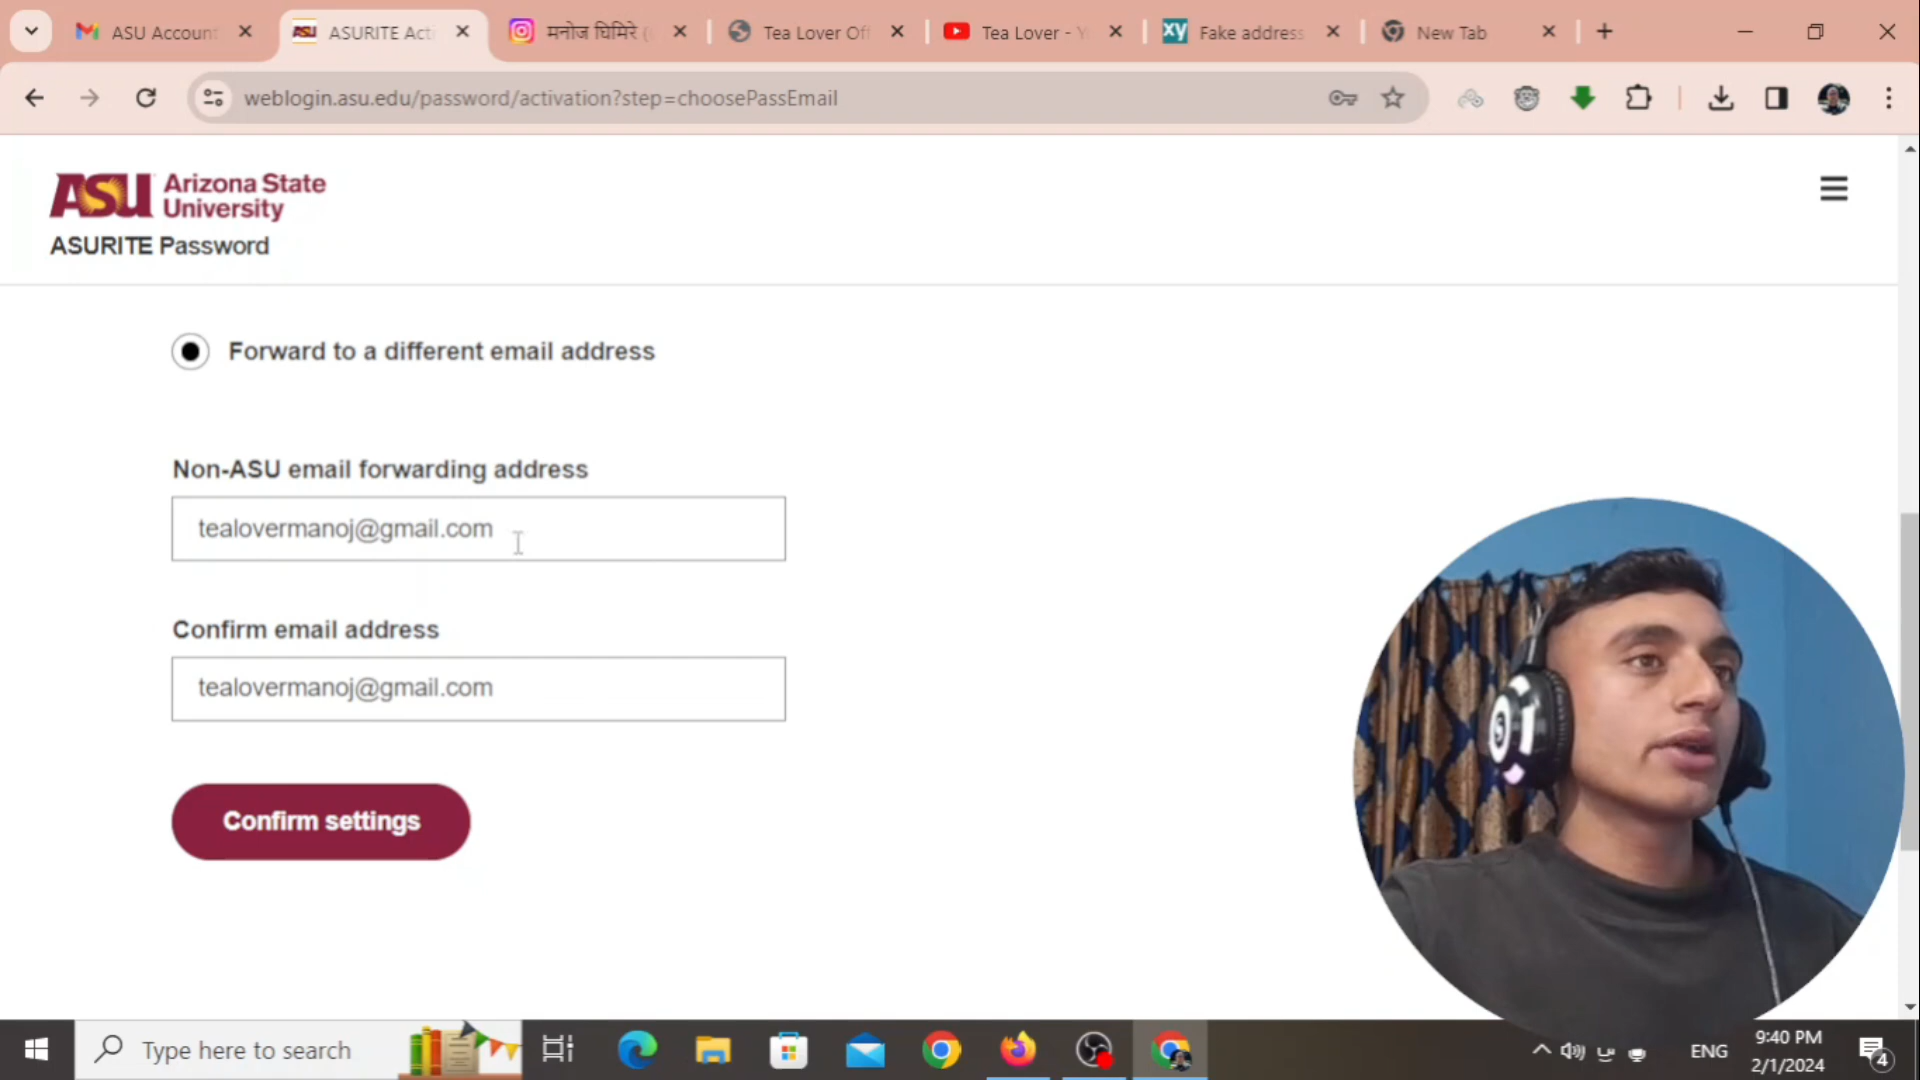 ASU Account
ASURITE Acti
मनोज घिमिरे (
Tea Lover Off
Tea Lover - Y
Fake address
New Tab
weblogin.asu.edu/password/activation?step=choosePassEmail
ASU Arizona State University
ASURITE Password
Forward to a different email address
Non-ASU email forwarding address
tealovermanoj@gmail.com
Confirm email address
tealovermanoj@gmail.com
Confirm settings
Type here to search
ENG
9:40 PM
2/1/2024
4